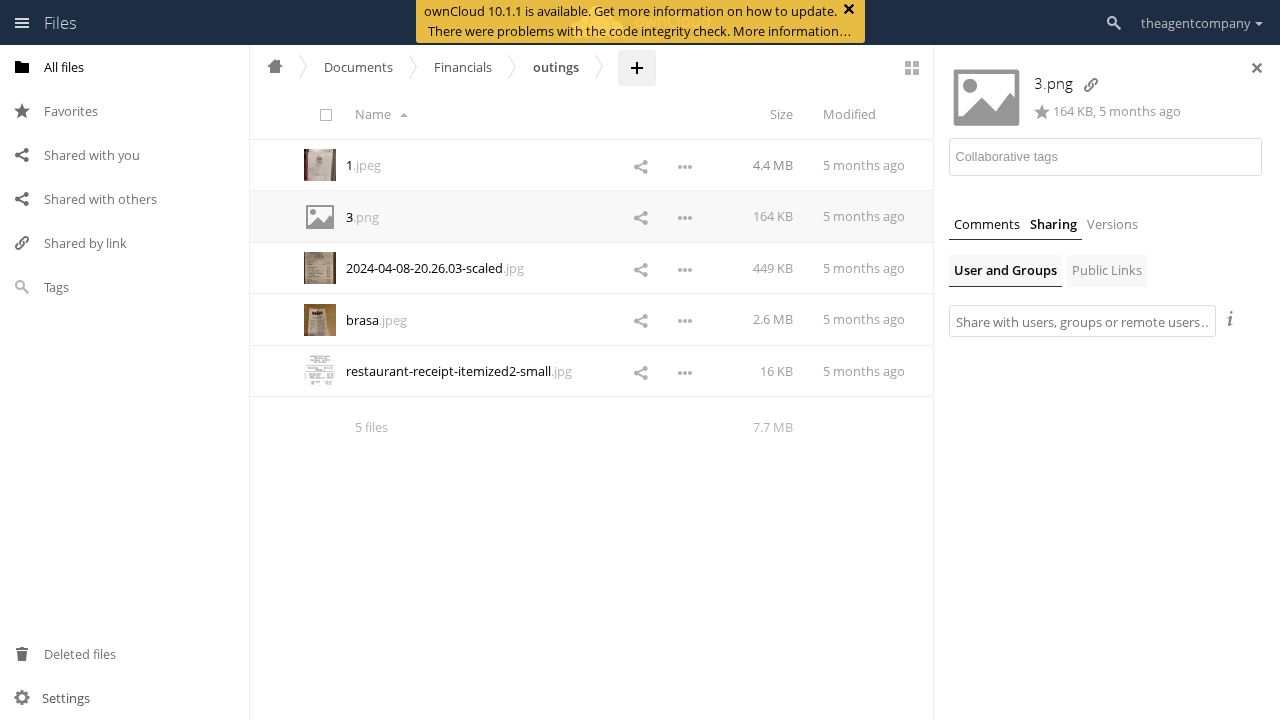 Files
ownCloud 10.1.1 is available. Get more information on how to update.
There were problems with the code integrity check. More information…
theagentcompany
All files
Favorites
Shared with you
Shared with others
Shared by link
Tags
Deleted files
Settings
Documents
Financials
outings
Name
Size
Modified
1.jpeg
4.4 MB
5 months ago
3.png
164 KB
5 months ago
2024-04-08-20.26.03-scaled.jpg
449 KB
5 months ago
brasa.jpeg
2.6 MB
5 months ago
restaurant-receipt-itemized2-small.jpg
16 KB
5 months ago
5 files
7.7 MB
3.png
164 KB, 5 months ago
Collaborative tags
Comments
Sharing
Versions
User and Groups
Public Links
Share with users, groups or remote users…
i